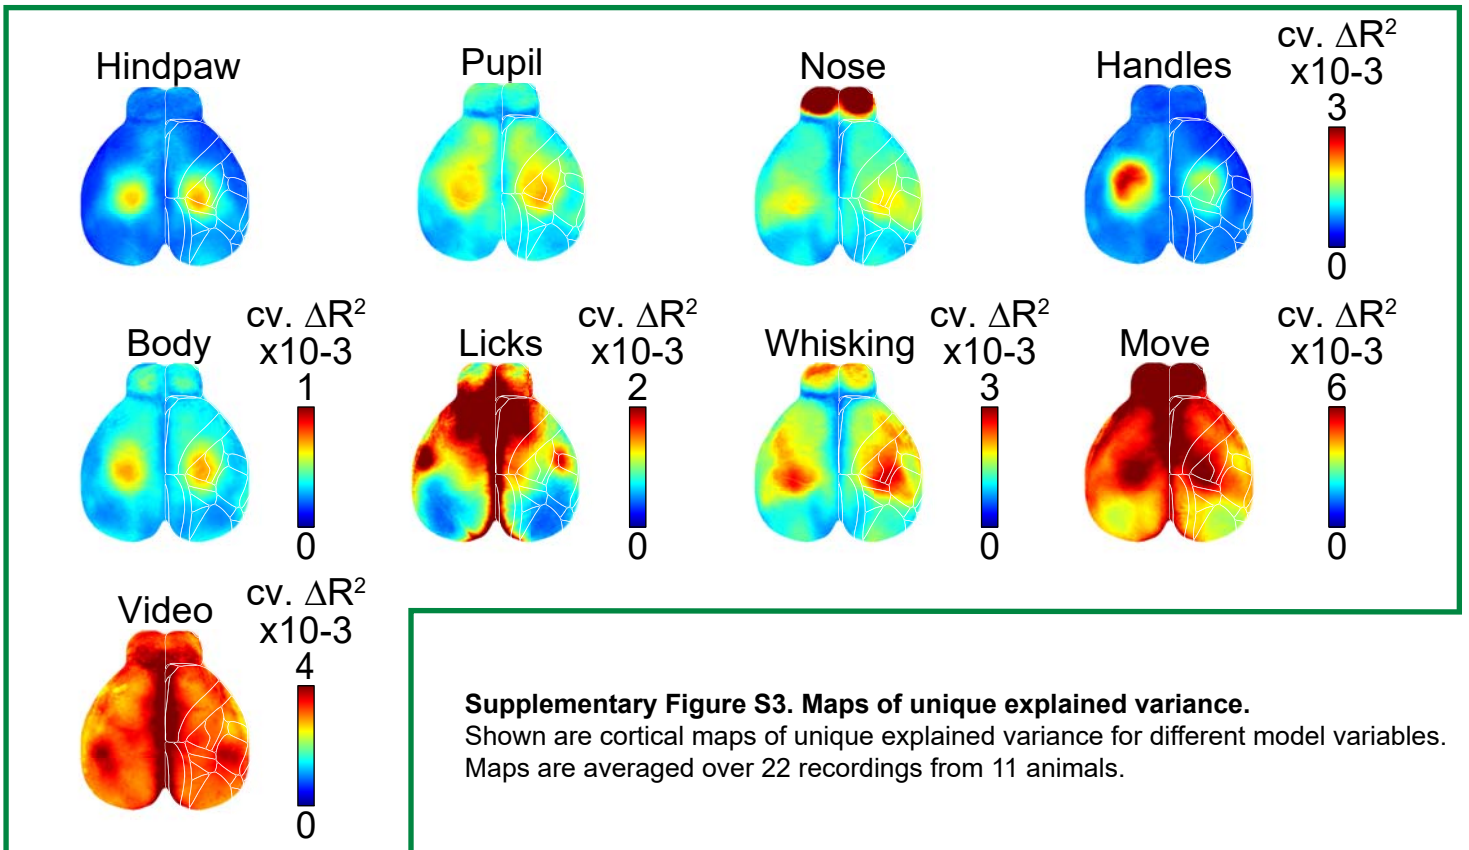 Hindpaw
Pupil
Nose
Handles
cv. ΔR²
x10-3
3
0
Body
cv. ΔR²
x10-3
1
0
Licks
cv. ΔR²
x10-3
2
0
Whisking
cv. ΔR²
x10-3
3
0
Move
cv. ΔR²
x10-3
6
0
Video
cv. ΔR²
x10-3
4
0
Supplementary Figure S3. Maps of unique explained variance.
Shown are cortical maps of unique explained variance for different model variables.
Maps are averaged over 22 recordings from 11 animals.